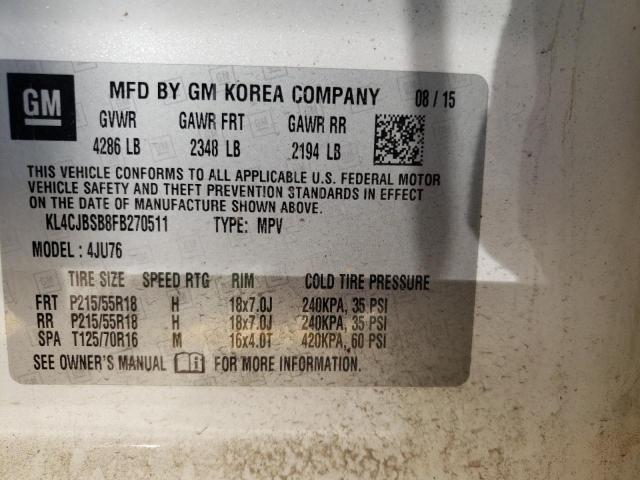 GM MFD BY GM KOREA COMPANY 08 / 15
GVWR GAWR FRT GAWR RR
4286 LB 2348 LB 2194 LB
THIS VEHICLE CONFORMS TO ALL APPLICABLE U.S. FEDERAL MOTOR
VEHICLE SAFETY AND THEFT PREVENTION STANDARDS IN EFFECT
ON THE DATE OF MANUFACTURE SHOWN ABOVE.
KL4CJBSB8FB270511 TYPE: MPV
MODEL : 4JU76
TIRE SIZE SPEED RTG RIM COLD TIRE PRESSURE
FRT P215/55R18 H 18x7.0J 240KPA, 35 PSI
RR P215/55R18 H 18x7.0J 240KPA, 35 PSI
SPA T125/70R16 M 16x4.0T 420KPA, 60 PSI
SEE OWNER'S MANUAL FOR MORE INFORMATION.